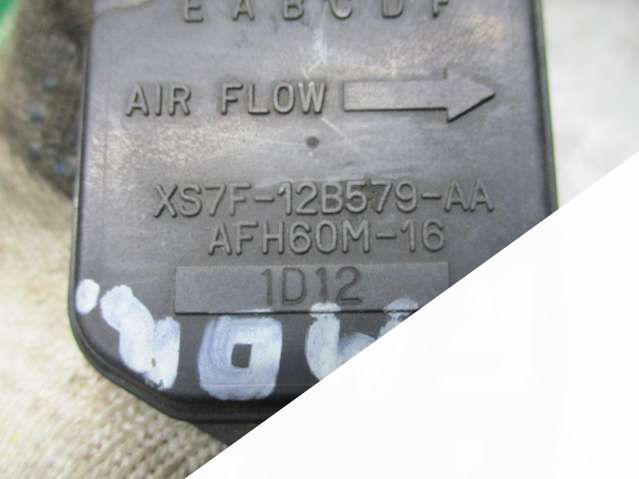 E A B C D F
AIR FLOW
XS7F-12B579-AA
AFH60M-16
1D12